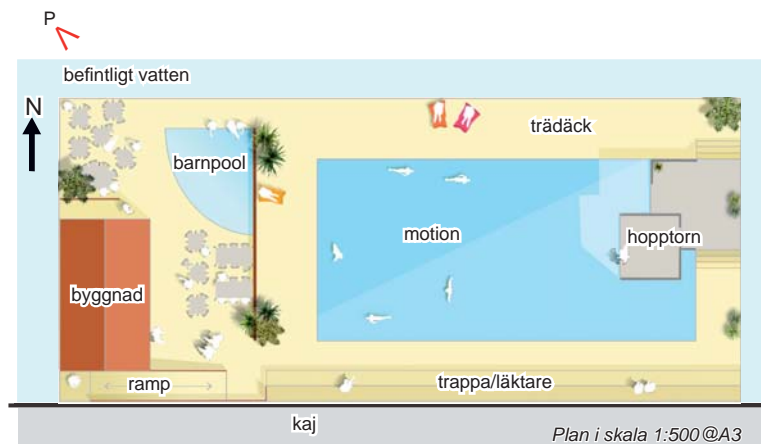 P
befintligt vatten
N
trädäck
barnpool
motion
hopptorn
byggnad
ramp
trappa/läktare
kaj
Plan i skala 1:500@A3